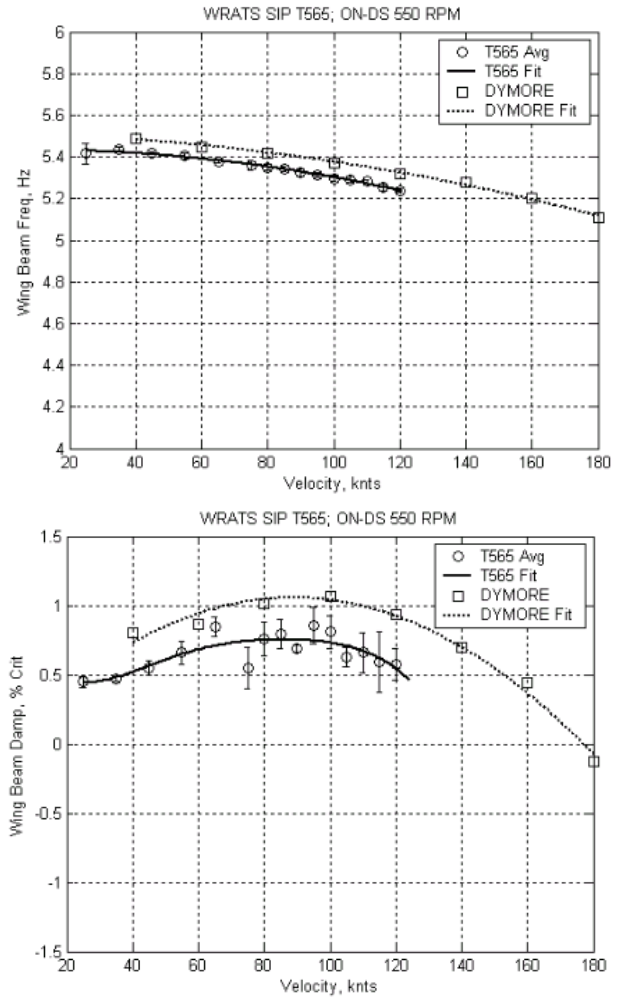 WRATS SIP T565; ON-DS 550 RPM
6
5.8
5.6
5.4
5.2
5
4.8
4.6
4.4
4.2
4
Wing Beam Freq, Hz
T565 Avg
T565 Fit
DYMORE
DYMORE Fit
20 40 60 80 100 120 140 160 180
Velocity, knts
WRATS SIP T565; ON-DS 550 RPM
1.5
1
0.5
0
-0.5
-1
-1.5
Wing Beam Damp, % Crit
T565 Avg
T565 Fit
DYMORE
DYMORE Fit
20 40 60 80 100 120 140 160 180
Velocity, knts